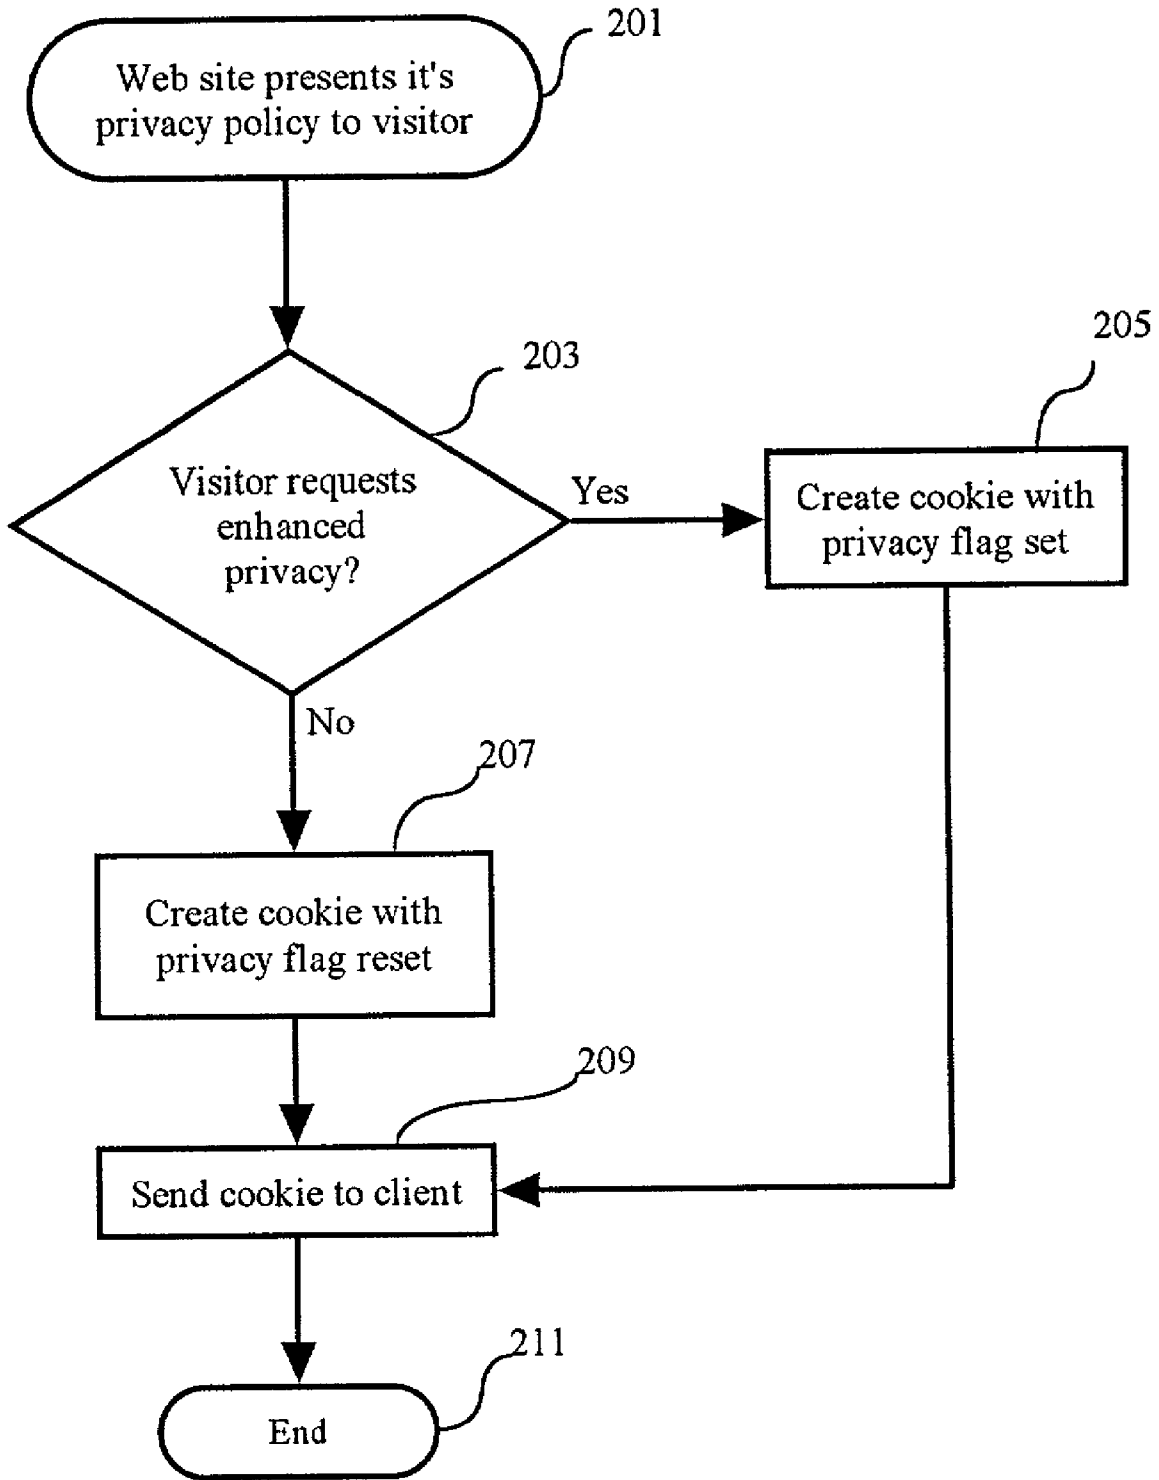 201
Web site presents it's
privacy policy to visitor
203
205
Visitor requests
enhanced
privacy?
Yes
Create cookie with
privacy flag set
No
207
Create cookie with
privacy flag reset
209
Send cookie to client
211
End